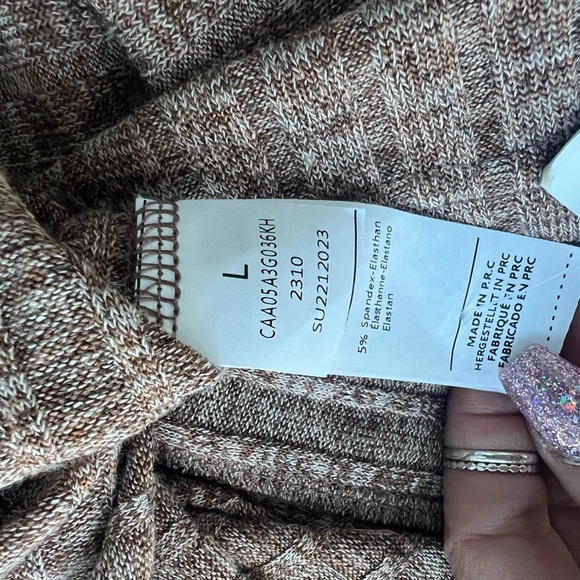 L
CAA05A3G036KH
2310
SU2212023
5% Spandex-Elasthan
Élasthanne-Elastano
Elastan
MADE IN P.R.C
HERGESTELLT IN PRC
FABRIQUÉ EN PRC
FABRICADO EN PRC